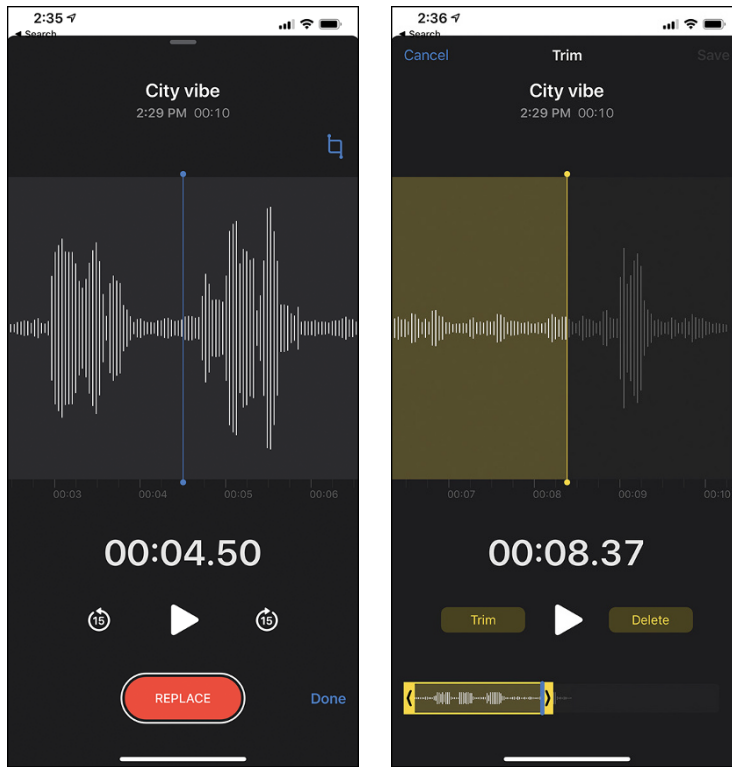 2:35
Search
City vibe
2:29 PM 00:10
00:03 00:04 00:05 00:06
00:04.50
15 15
REPLACE
Done
2:36
Search
Cancel Trim Save
City vibe
2:29 PM 00:10
00:07 00:08 00:09 00:10
00:08.37
Trim Delete